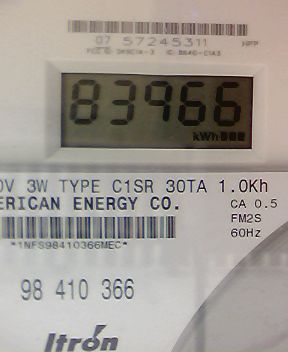 07 57245311
83966
kWh
0V 3W TYPE C1SR 30TA 1.0Kh
ERICAN ENERGY CO.
CA 0.5
FM2S
60Hz
*1NFS98410366MEC*
98 410 366
Itrón